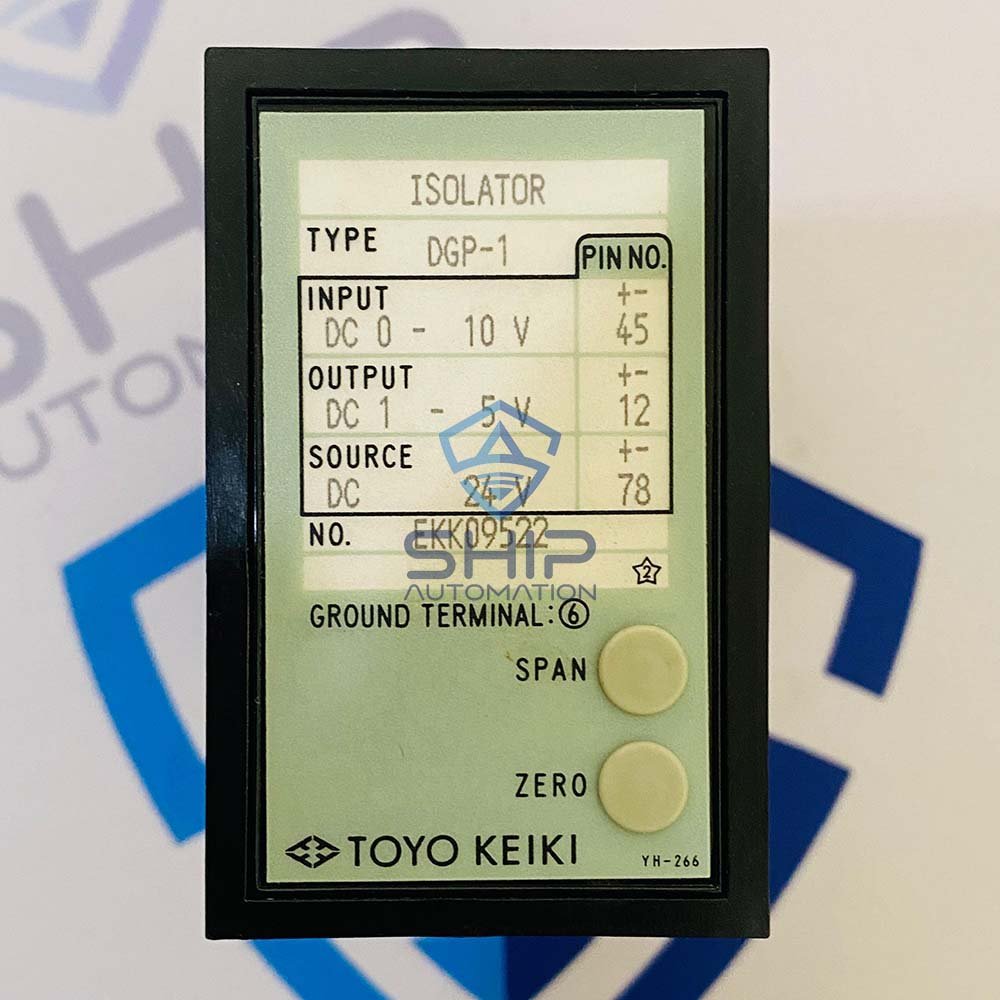 ISOLATOR
TYPE DGP-1
PIN NO.
INPUT + -
DC 0 - 10 V 45
OUTPUT + -
DC 1 - 5 V 12
SOURCE + -
DC 24 V 78
NO. EKK09522
SHIP
AUTOMATION
2
GROUND TERMINAL: 6
SPAN
ZERO
TOYO KEIKI
YH-266